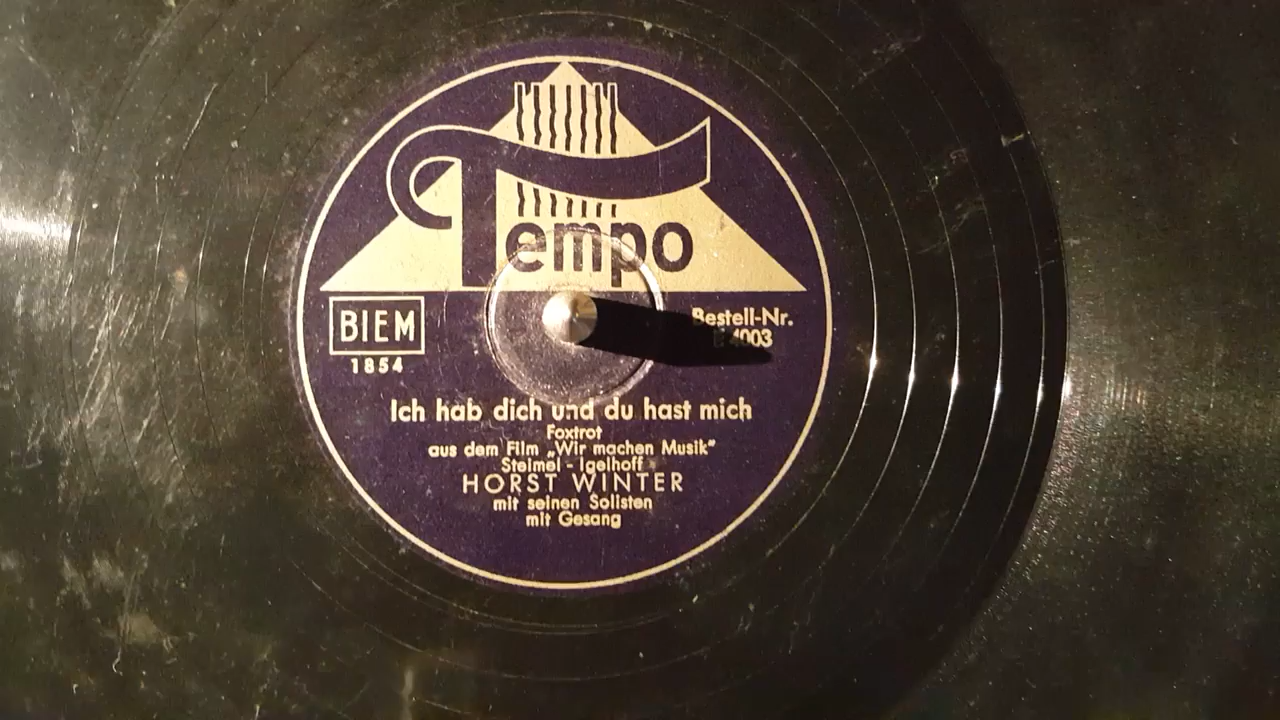 Tempo
BIEM
1854
Bestell-Nr.
4003
Ich hab dich und du hast mich
Foxtrot
aus dem Film „Wir machen Musik"
Steimel - Igelhoff
HORST WINTER
mit seinen Solisten
mit Gesang